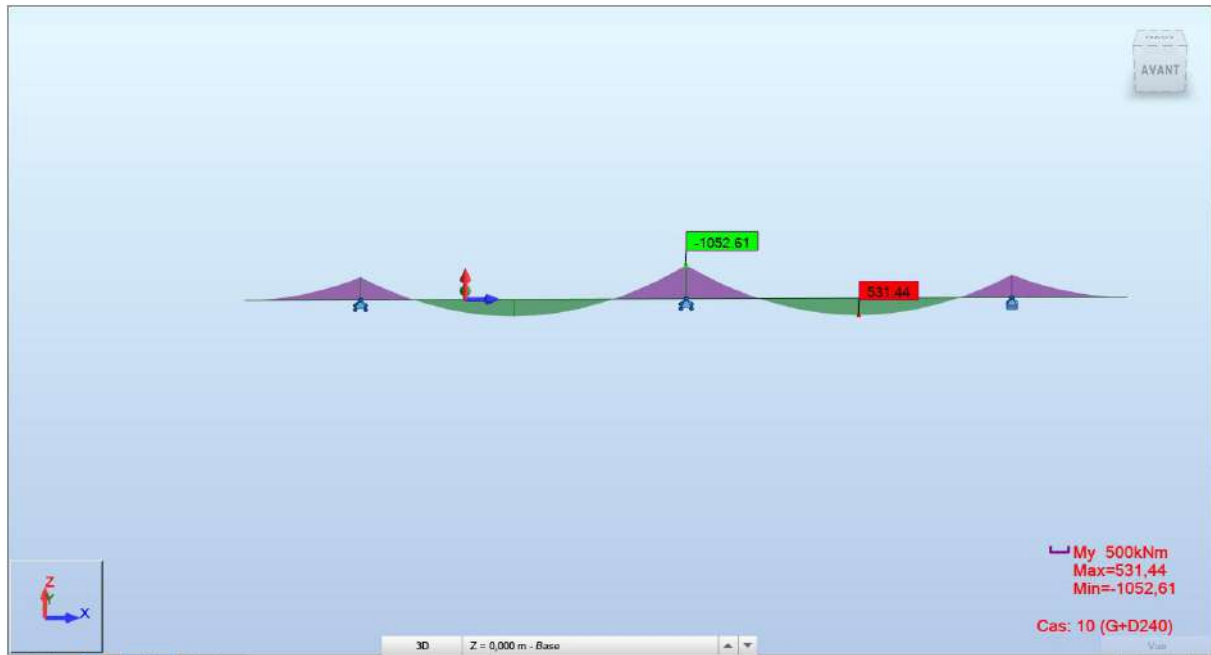 AVANT
-1052,61
531,44
My 500kNm
Max=531,44
Min=-1052,61
Cas: 10 (G+D240)
Z
Y
X
3D
Z = 0,000 m - Base
Vue